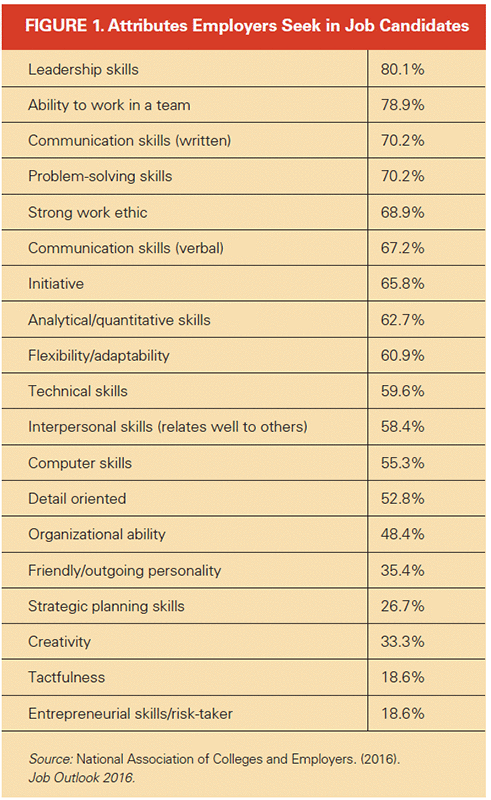 FIGURE 1. Attributes Employers Seek in Job Candidates
Leadership skills 80.1%
Ability to work in a team 78.9%
Communication skills (written) 70.2%
Problem-solving skills 70.2%
Strong work ethic 68.9%
Communication skills (verbal) 67.2%
Initiative 65.8%
Analytical/quantitative skills 62.7%
Flexibility/adaptability 60.9%
Technical skills 59.6%
Interpersonal skills (relates well to others) 58.4%
Computer skills 55.3%
Detail oriented 52.8%
Organizational ability 48.4%
Friendly/outgoing personality 35.4%
Strategic planning skills 26.7%
Creativity 33.3%
Tactfulness 18.6%
Entrepreneurial skills/risk-taker 18.6%
Source: National Association of Colleges and Employers. (2016).
Job Outlook 2016.